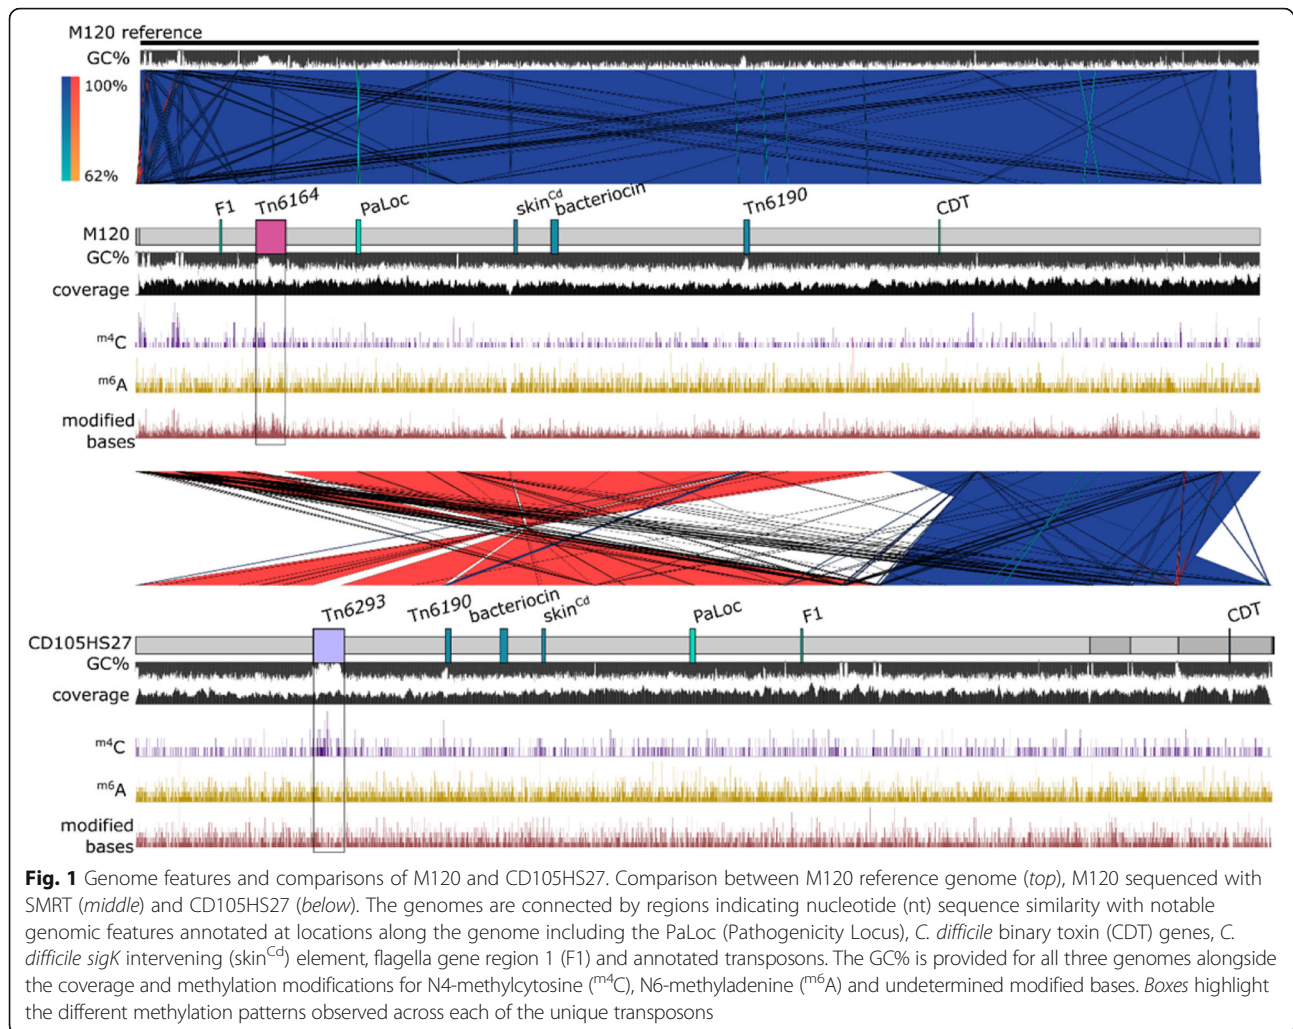 M120 reference
GC%
100%
62%
F1 Tn6164 PaLoc skin^Cd bacteriocin Tn6190 CDT
M120
GC%
coverage
m4C
m6A
modified
bases
Tn6293 Tn6190 bacteriocin skin^Cd PaLoc F1 CDT
CD105HS27
GC%
coverage
m4C
m6A
modified
bases
Fig. 1 Genome features and comparisons of M120 and CD105HS27. Comparison between M120 reference genome (top), M120 sequenced with
SMRT (middle) and CD105HS27 (below). The genomes are connected by regions indicating nucleotide (nt) sequence similarity with notable
genomic features annotated at locations along the genome including the PaLoc (Pathogenicity Locus), C. difficile binary toxin (CDT) genes, C.
difficile sigK intervening (skin^Cd) element, flagella gene region 1 (F1) and annotated transposons. The GC% is provided for all three genomes alongside
the coverage and methylation modifications for N4-methylcytosine (m4C), N6-methyladenine (m6A) and undetermined modified bases. Boxes highlight
the different methylation patterns observed across each of the unique transposons